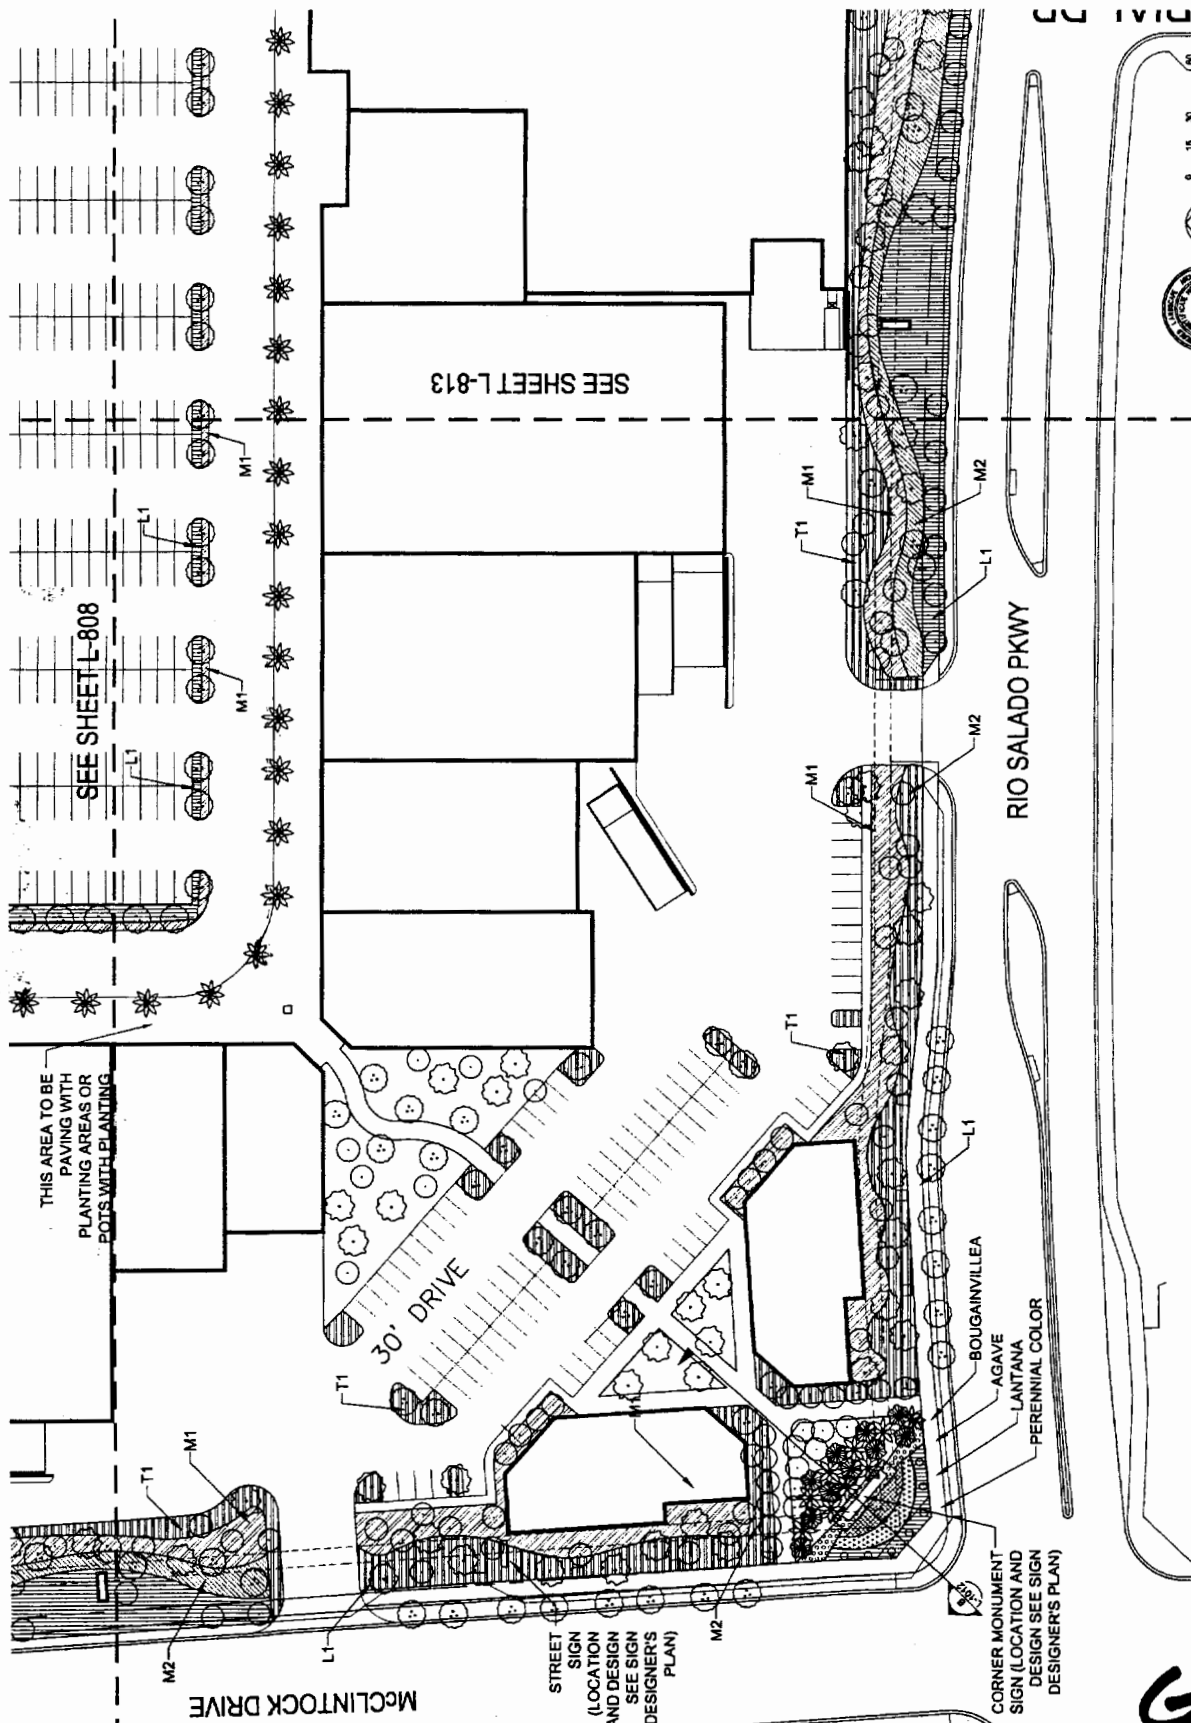 SEE SHEET L-813
SEE SHEET L-808
M1
L1
M1
L1
T1
M1
M2
L1
RIO SALADO PKWY
M1
M2
T1
L1
THIS AREA TO BE
PAVING WITH
PLANTING AREAS OR
POTS WITH PLANTING
30' DRIVE
T1
M1
BOUGAINVILLEA
AGAVE
LANTANA
PERENNIAL COLOR
T1
M1
M2
L1
McCLINTOCK DRIVE
STREET
SIGN
(LOCATION
AND DESIGN
SEE SIGN
DESIGNER'S
PLAN)
M2
CORNER MONUMENT
SIGN (LOCATION AND
DESIGN SEE SIGN
DESIGNER'S PLAN)